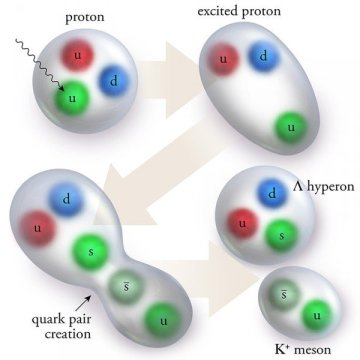 proton
excited proton
u
d
u
u
d
u
d
u
s
s̅
u
quark pair
creation
Λ hyperon
d
u
s
s̅
u
K⁺ meson